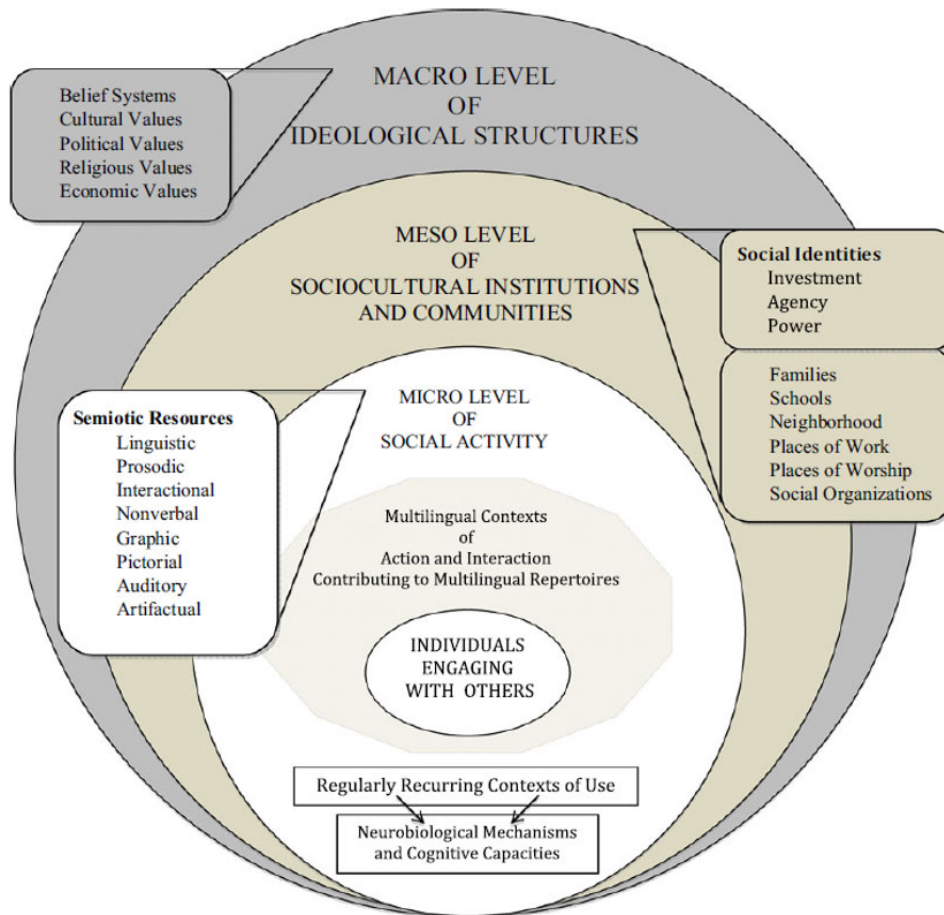 MACRO LEVEL
OF
IDEOLOGICAL STRUCTURES
Belief Systems
Cultural Values
Political Values
Religious Values
Economic Values
MESO LEVEL
OF
SOCIOCULTURAL INSTITUTIONS
AND COMMUNITIES
Social Identities
Investment
Agency
Power
Families
Schools
Neighborhood
Places of Work
Places of Worship
Social Organizations
MICRO LEVEL
OF
SOCIAL ACTIVITY
Semiotic Resources
Linguistic
Prosodic
Interactional
Nonverbal
Graphic
Pictorial
Auditory
Artifactual
Multilingual Contexts
of
Action and Interaction
Contributing to Multilingual Repertoires
INDIVIDUALS
ENGAGING
WITH OTHERS
Regularly Recurring Contexts of Use
Neurobiological Mechanisms
and Cognitive Capacities